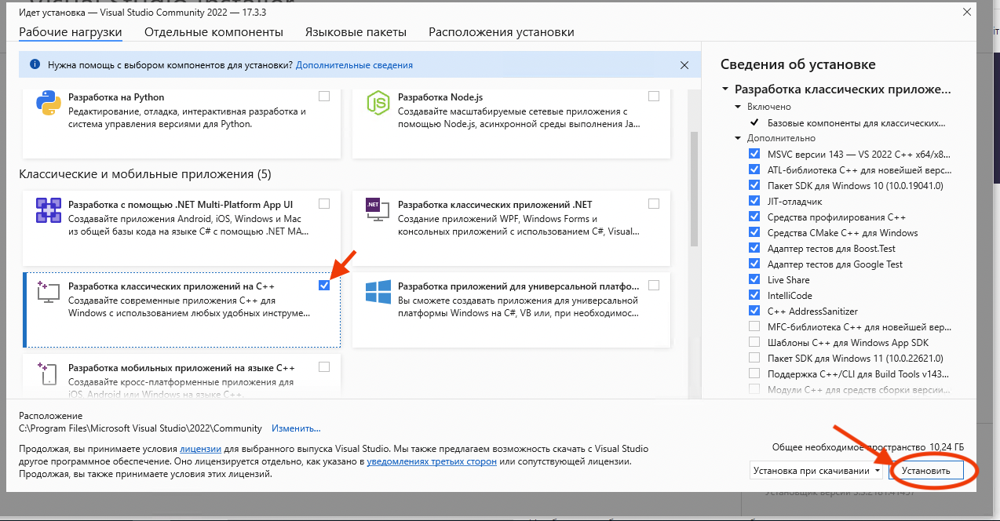 Идет установка — Visual Studio Community 2022 — 17.3.3
Рабочие нагрузки Отдельные компоненты Языковые пакеты Расположения установки
Нужна помощь с выбором компонентов для установки? Дополнительные сведения
Разработка на Python
Редактирование, отладка, интерактивная разработка и
система управления версиями для Python.
Разработка Node.js
Создавайте масштабируемые сетевые приложения с
помощью Node.js, асинхронной среды выполнения Ja...
Классические и мобильные приложения (5)
Разработка с помощью .NET Multi-Platform App UI
Создавайте приложения Android, iOS, Windows и Mac
из общей базы кода на языке C# с помощью .NET MA...
.NET
Разработка классических приложений .NET
Создание приложений WPF, Windows Forms и
консольных приложений с использованием C#, Visual...
Разработка классических приложений на C++
Создавайте современные приложения C++ для
Windows с использованием любых удобных инструме...
Разработка приложений для универсальной платфо...
Вы сможете создавать приложения для универсальной
платформы Windows на C#, VB или, при необходимос...
Разработка мобильных приложений на языке C++
Создавайте кросс-платформенные приложения для
iOS, Android или Windows на языке C++.
Сведения об установке
Разработка классических приложе...
Включено
Базовые компоненты для классических...
Дополнительно
MSVC версии 143 — VS 2022 C++ x64/x8...
ATL-библиотека C++ для новейшей верс...
Пакет SDK для Windows 10 (10.0.19041.0)
JIT-отладчик
Средства профилирования C++
Средства CMake C++ для Windows
Адаптер тестов для Boost.Test
Адаптер тестов для Google Test
Live Share
IntelliCode
C++ AddressSanitizer
MFC-библиотека C++ для новейшей вер...
Шаблоны C++ для Windows App SDK
Пакет SDK для Windows 11 (10.0.22621.0)
Поддержка C++/CLI для Build Tools v143...
Модули C++ для средств сборки версии...
Расположение
C:\Program Files\Microsoft Visual Studio\2022\Community Изменить...
Продолжая, вы принимаете условия лицензии для выбранного выпуска Visual Studio. Мы также предлагаем возможность скачать с Visual Studio
другое программное обеспечение. Оно лицензируется отдельно, как указано в уведомлениях третьих сторон или сопутствующей лицензии.
Продолжая, вы также принимаете условия этих лицензий.
Общее необходимое пространство 10,24 ГБ
Установка при скачивании Установить